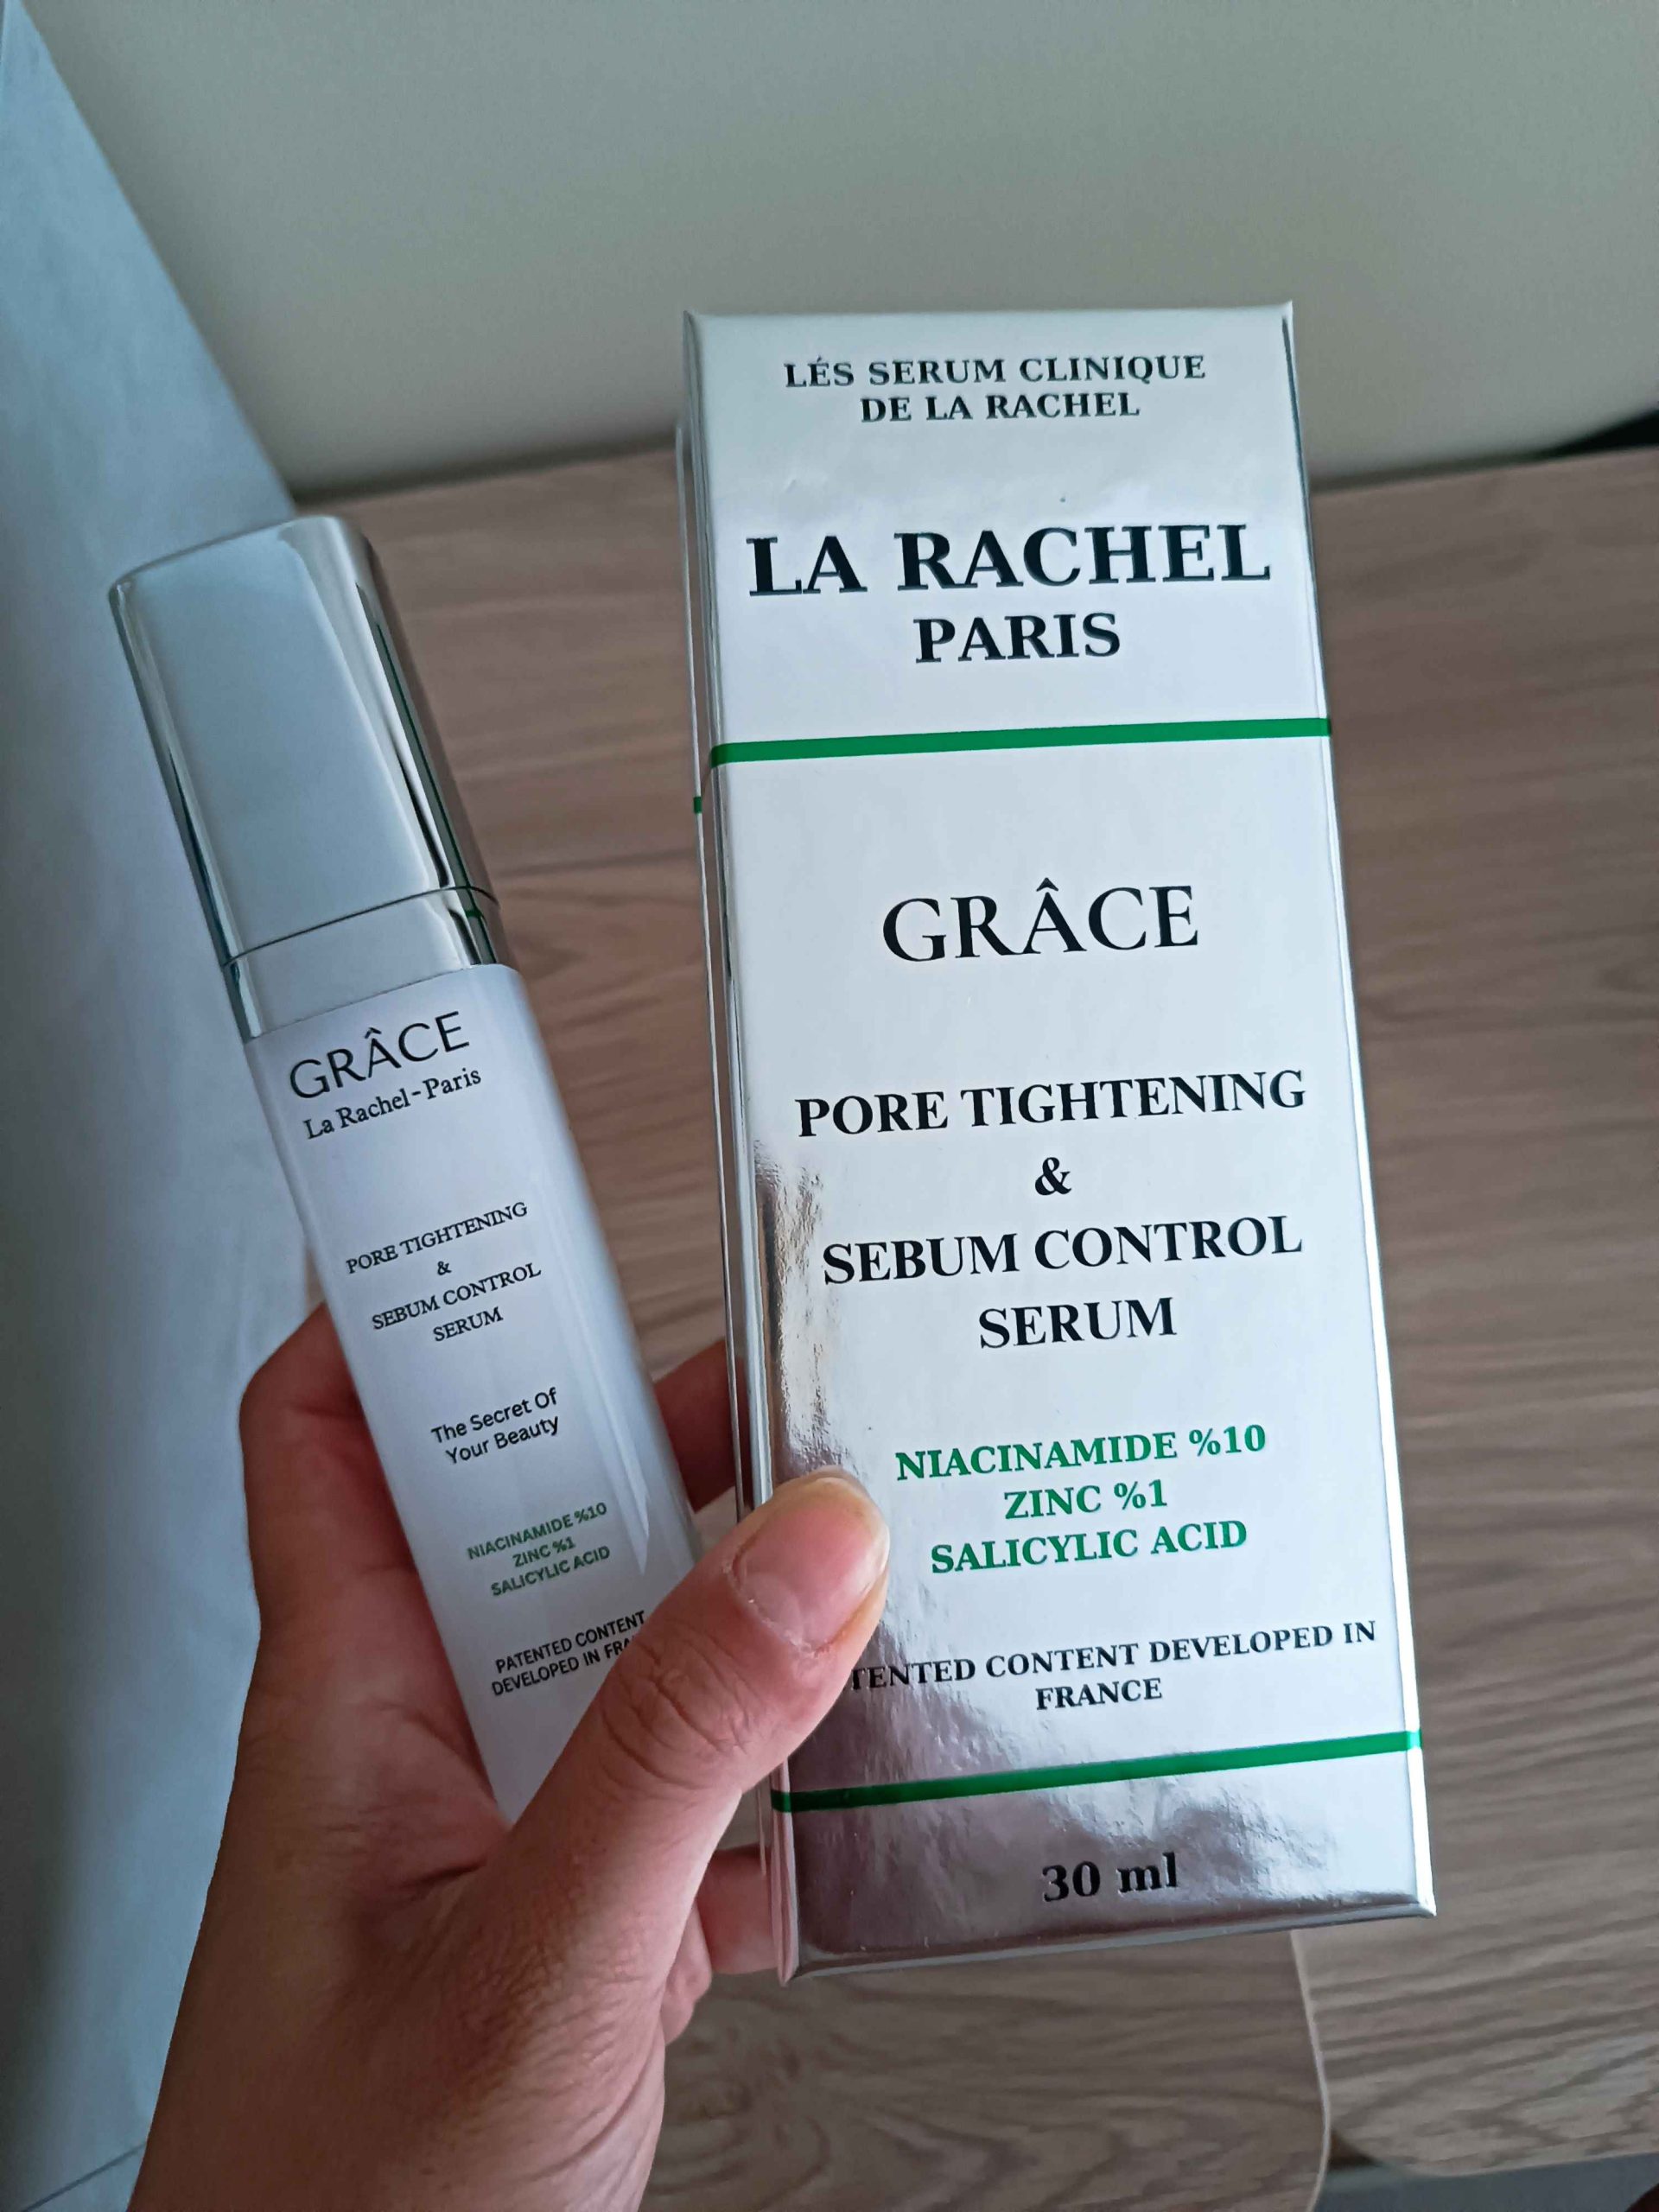 GRÂCE
La Rachel-Paris
PORE TIGHTENING
&
SEBUM CONTROL
SERUM
The Secret Of
Your Beauty
NIACINAMIDE %10
ZINC %1
SALICYLIC ACID
PATENTED CONTENT
DEVELOPED IN
LÉS SERUM CLINIQUE
DE LA RACHEL
LA RACHEL
PARIS
GRÂCE
PORE TIGHTENING
&
SEBUM CONTROL
SERUM
NIACINAMIDE %10
ZINC %1
SALICYLIC ACID
CONTENT DEVELOPED IN
FRANCE
30 ml